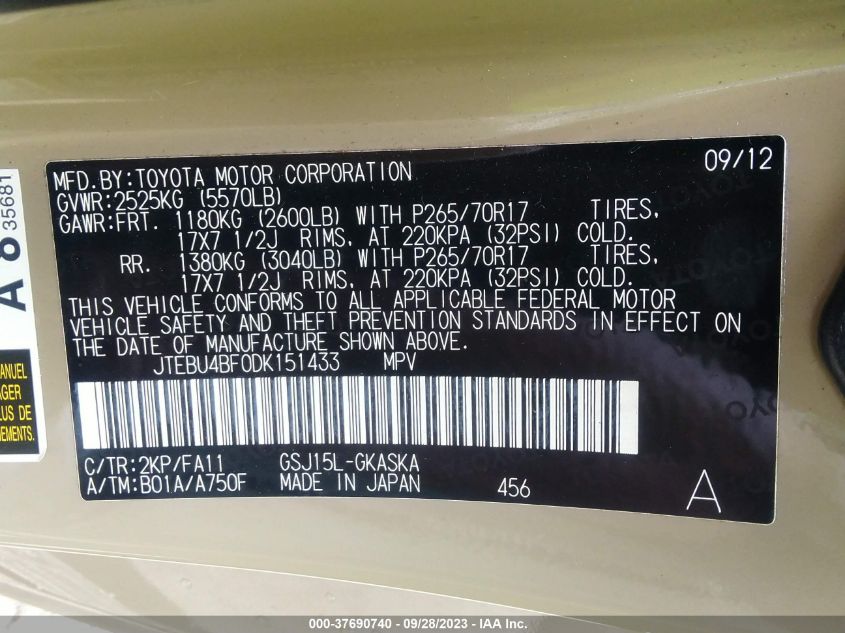 MFD.BY:TOYOTA MOTOR CORPORATION 09/12
GVWR:2525KG (5570LB)
GAWR:FRT. 1180KG (2600LB) WITH P265/70R17 TIRES,
17X7 1/2J RIMS, AT 220KPA (32PSI) COLD.
RR. 1380KG (3040LB) WITH P265/70R17 TIRES,
17X7 1/2J RIMS, AT 220KPA (32PSI) COLD.
THIS VEHICLE CONFORMS TO ALL APPLICABLE FEDERAL MOTOR
VEHICLE SAFETY AND THEFT PREVENTION STANDARDS IN EFFECT ON
THE DATE OF MANUFACTURE SHOWN ABOVE.
JTEBU4BF0DK151433 MPV
C/TR:2KP/FA11 GSJ15L-GKASKA
A/TM:B01A/A750F MADE IN JAPAN 456 A
A 8 35681
MANUEL
LUS DE
000-37690740 - 09/28/2023 - IAA Inc.